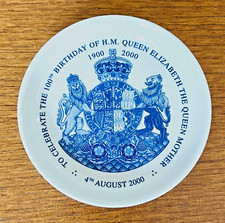 TO CELEBRATE THE 100TH BIRTHDAY OF H.M. QUEEN ELIZABETH THE QUEEN MOTHER
1900 2000
4TH AUGUST 2000